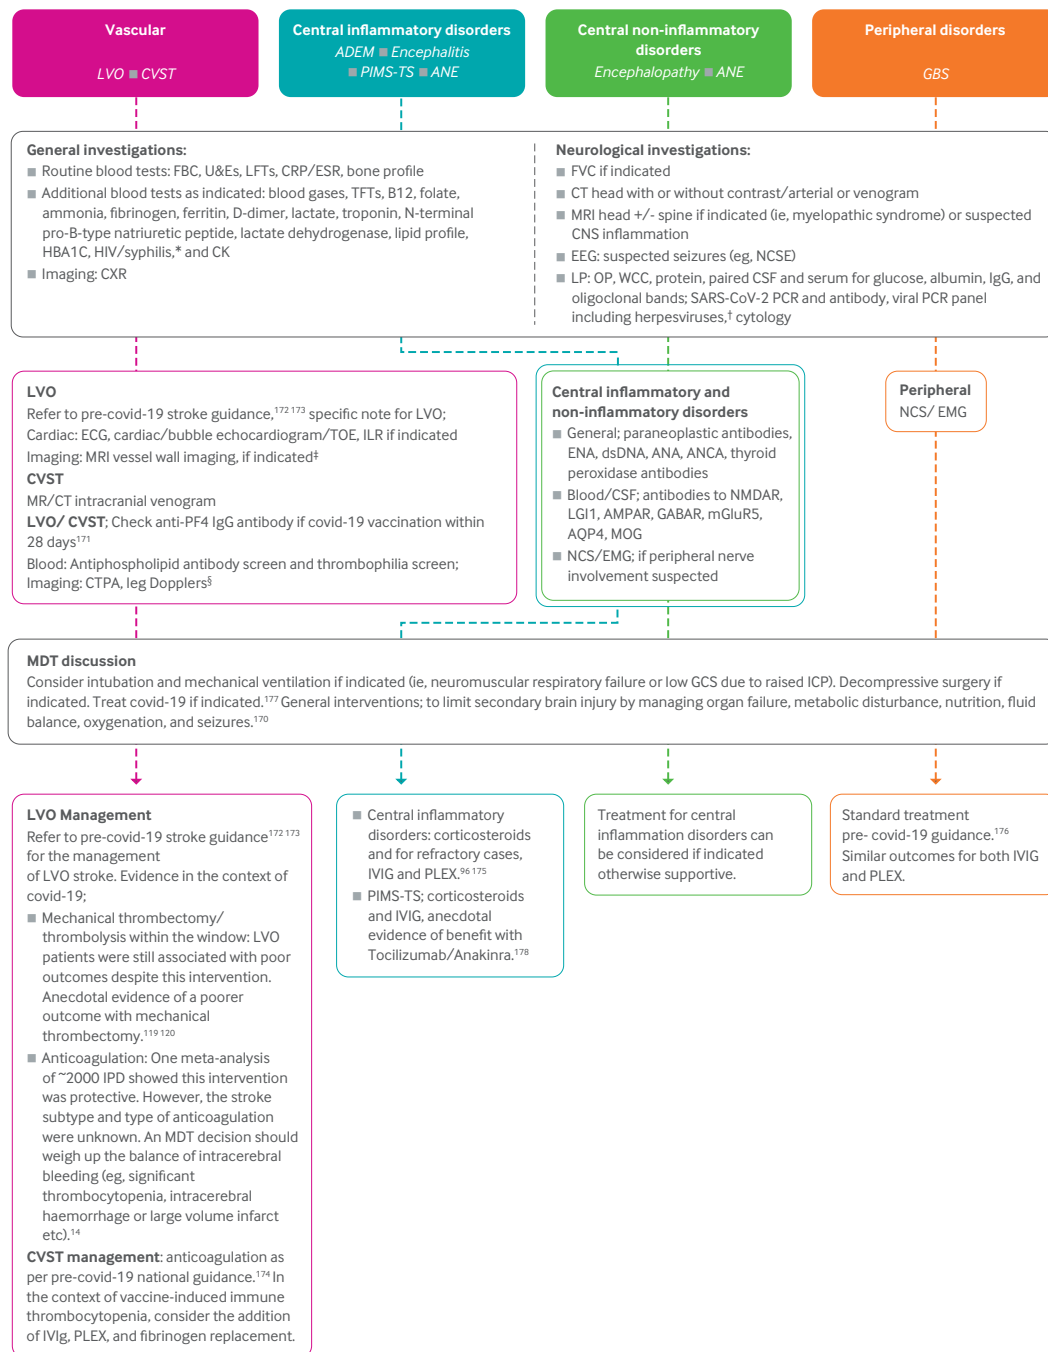 Vascular
LVO ■ CVST
Central inflammatory disorders
ADEM ■ Encephalitis
■ PIMS-TS ■ ANE
Central non-inflammatory
disorders
Encephalopathy ■ ANE
Peripheral disorders
GBS
General investigations:
■ Routine blood tests: FBC, U&Es, LFTs, CRP/ESR, bone profile
■ Additional blood tests as indicated: blood gases, TFTs, B12, folate,
ammonia, fibrinogen, ferritin, D-dimer, lactate, troponin, N-terminal
pro-B-type natriuretic peptide, lactate dehydrogenase, lipid profile,
HBA1C, HIV/syphilis,* and CK
■ Imaging: CXR
Neurological investigations:
■ FVC if indicated
■ CT head with or without contrast/arterial or venogram
■ MRI head +/- spine if indicated (ie, myelopathic syndrome) or suspected
CNS inflammation
■ EEG: suspected seizures (eg, NCSE)
■ LP: OP, WCC, protein, paired CSF and serum for glucose, albumin, IgG, and
oligoclonal bands; SARS-CoV-2 PCR and antibody, viral PCR panel
including herpesviruses,† cytology
LVO
Refer to pre-covid-19 stroke guidance,172 173 specific note for LVO;
Cardiac: ECG, cardiac/bubble echocardiogram/TOE, ILR if indicated
Imaging: MRI vessel wall imaging, if indicated‡
CVST
MR/CT intracranial venogram
LVO/ CVST; Check anti-PF4 IgG antibody if covid-19 vaccination within
28 days171
Blood: Antiphospholipid antibody screen and thrombophilia screen;
Imaging: CTPA, leg Dopplers§
Central inflammatory and
non-inflammatory disorders
■ General; paraneoplastic antibodies,
ENA, dsDNA, ANA, ANCA, thyroid
peroxidase antibodies
■ Blood/CSF; antibodies to NMDAR,
LGI1, AMPAR, GABAR, mGluR5,
AQP4, MOG
■ NCS/EMG; if peripheral nerve
involvement suspected
Peripheral
NCS/ EMG
MDT discussion
Consider intubation and mechanical ventilation if indicated (ie, neuromuscular respiratory failure or low GCS due to raised ICP). Decompressive surgery if
indicated. Treat covid-19 if indicated.177 General interventions; to limit secondary brain injury by managing organ failure, metabolic disturbance, nutrition, fluid
balance, oxygenation, and seizures.170
LVO Management
Refer to pre-covid-19 stroke guidance172 173
for the management
of LVO stroke. Evidence in the context of
covid-19;
■ Mechanical thrombectomy/
thrombolysis within the window: LVO
patients were still associated with poor
outcomes despite this intervention.
Anecdotal evidence of a poorer
outcome with mechanical
thrombectomy.119 120
■ Anticoagulation: One meta-analysis
of ~2000 IPD showed this intervention
was protective. However, the stroke
subtype and type of anticoagulation
were unknown. An MDT decision should
weigh up the balance of intracerebral
bleeding (eg, significant
thrombocytopenia, intracerebral
haemorrhage or large volume infarct
etc).14
CVST management: anticoagulation as
per pre-covid-19 national guidance.174 In
the context of vaccine-induced immune
thrombocytopenia, consider the addition
of IVIg, PLEX, and fibrinogen replacement.
■ Central inflammatory
disorders: corticosteroids
and for refractory cases,
IVIG and PLEX.96 175
■ PIMS-TS; corticosteroids
and IVIG, anecdotal
evidence of benefit with
Tocilizumab/Anakinra.178
Treatment for central
inflammation disorders can
be considered if indicated
otherwise supportive.
Standard treatment
pre- covid-19 guidance.176
Similar outcomes for both IVIG
and PLEX.